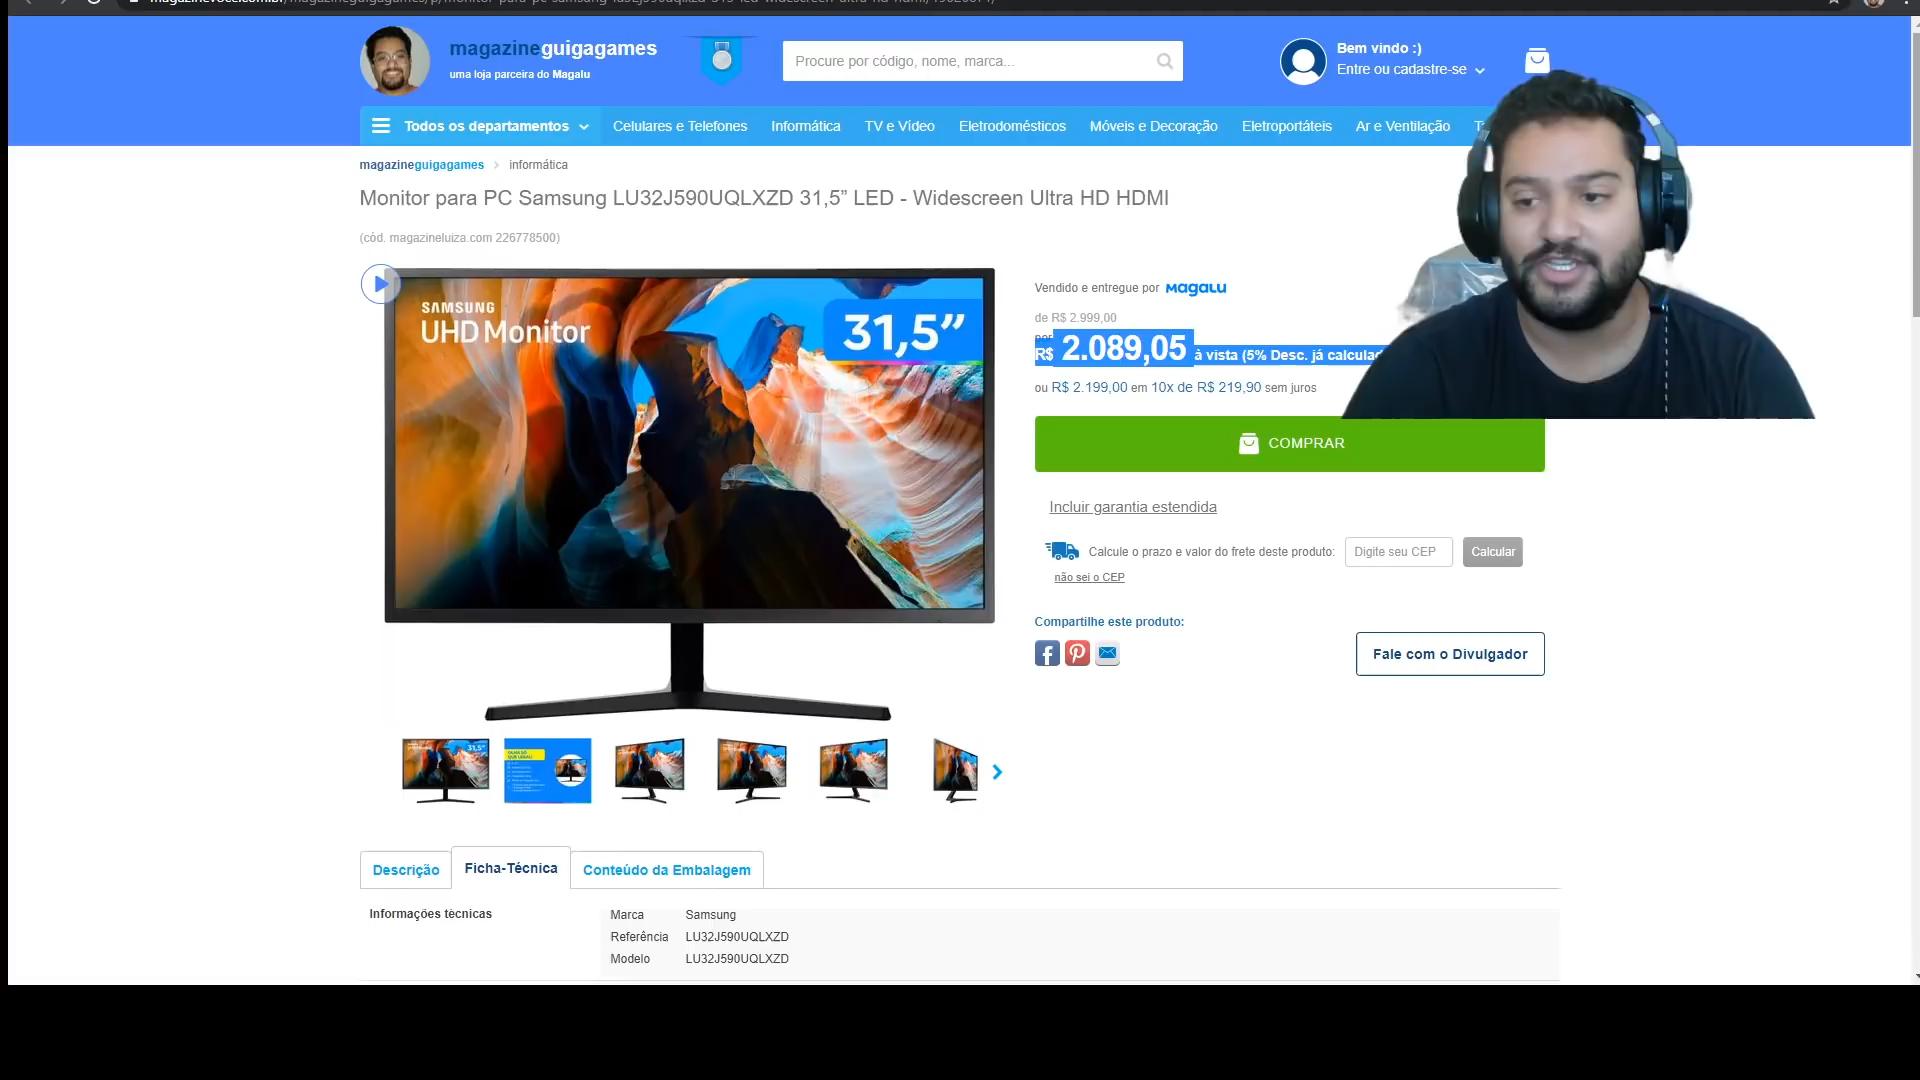 magazineguigagames
uma loja parceira do Magalu
Procure por código, nome, marca...
Bem vindo :)
Entre ou cadastre-se
Todos os departamentos
Celulares e Telefones
Informática
TV e Vídeo
Eletrodomésticos
Móveis e Decoração
Eletroportáteis
Ar e Ventilação
magazineguigagames
informática
Monitor para PC Samsung LU32J590UQLXZD 31,5” LED - Widescreen Ultra HD HDMI
(cód. magazineluiza.com 226778500)
SAMSUNG
UHD Monitor
31,5”
Vendido e entregue por Magalu
de R$ 2.999,00
por
R$ 2.089,05 à vista (5% Desc. já
ou R$ 2.199,00 em 10x de R$ 219,90 sem juros
COMPRAR
Incluir garantia estendida
Calcule o prazo e valor do frete deste produto:
Digite seu CEP
Calcular
não sei o CEP
Compartilhe este produto:
Fale com o Divulgador
Descrição
Ficha-Técnica
Conteúdo da Embalagem
Informações técnicas
Marca Samsung
Referência LU32J590UQLXZD
Modelo LU32J590UQLXZD